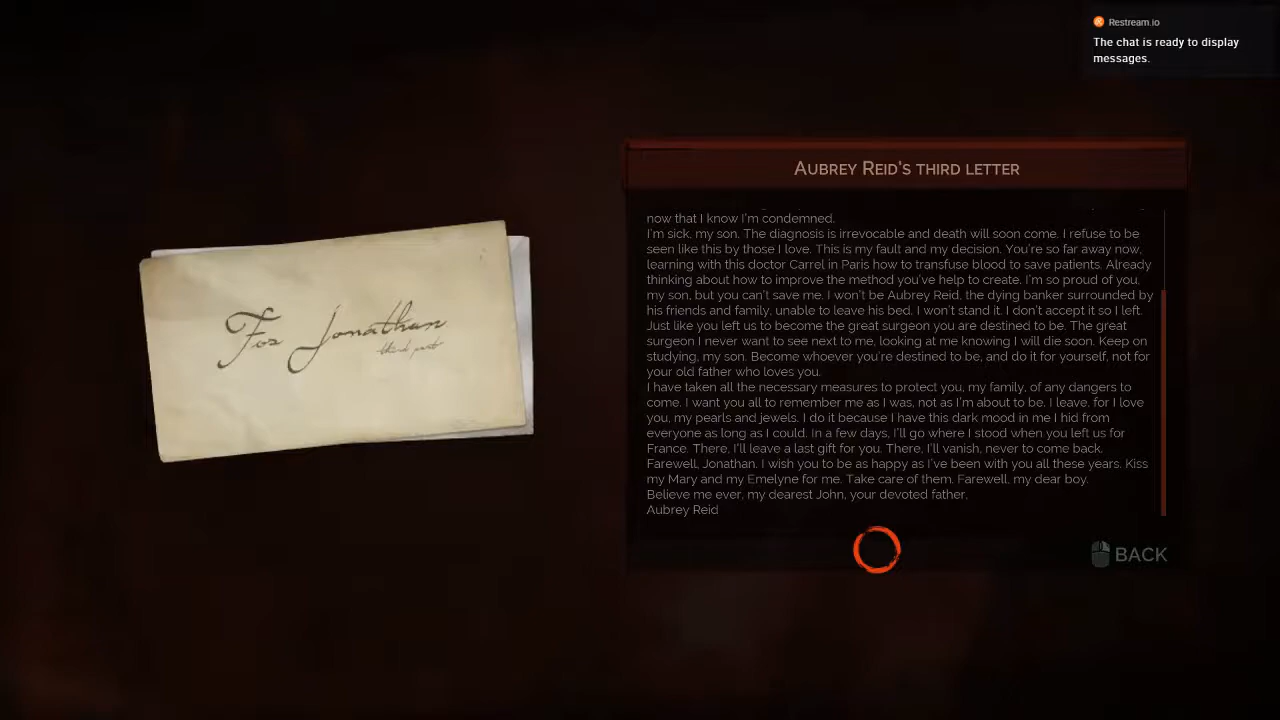 Restream.io
The chat is ready to display
messages.
AUBREY REID'S THIRD LETTER
For Jonathan
third part
now that I know I'm condemned.
I'm sick, my son. The diagnosis is irrevocable and death will soon come. I refuse to be
seen like this by those I love. This is my fault and my decision. You're so far away now,
learning with this doctor Carrel in Paris how to transfuse blood to save patients. Already
thinking about how to improve the method you've help to create. I'm so proud of you,
my son, but you can't save me. I won't be Aubrey Reid, the dying banker surrounded by
his friends and family, unable to leave his bed. I won't stand it. I don't accept it so I left.
Just like you left us to become the great surgeon you are destined to be. The great
surgeon I never want to see next to me, looking at me knowing I will die soon. Keep on
studying, my son. Become whoever you're destined to be, and do it for yourself, not for
your old father who loves you.
I have taken all the necessary measures to protect you, my family, of any dangers to
come. I want you all to remember me as I was, not as I'm about to be. I leave, for I love
you, my pearls and jewels. I do it because I have this dark mood in me I hid from
everyone as long as I could. In a few days, I'll go where I stood when you left us for
France. There, I'll leave a last gift for you. There, I'll vanish, never to come back.
Farewell, Jonathan. I wish you to be as happy as I've been with you all these years. Kiss
my Mary and my Emelyne for me. Take care of them. Farewell, my dear boy.
Believe me ever, my dearest John, your devoted father,
Aubrey Reid
BACK